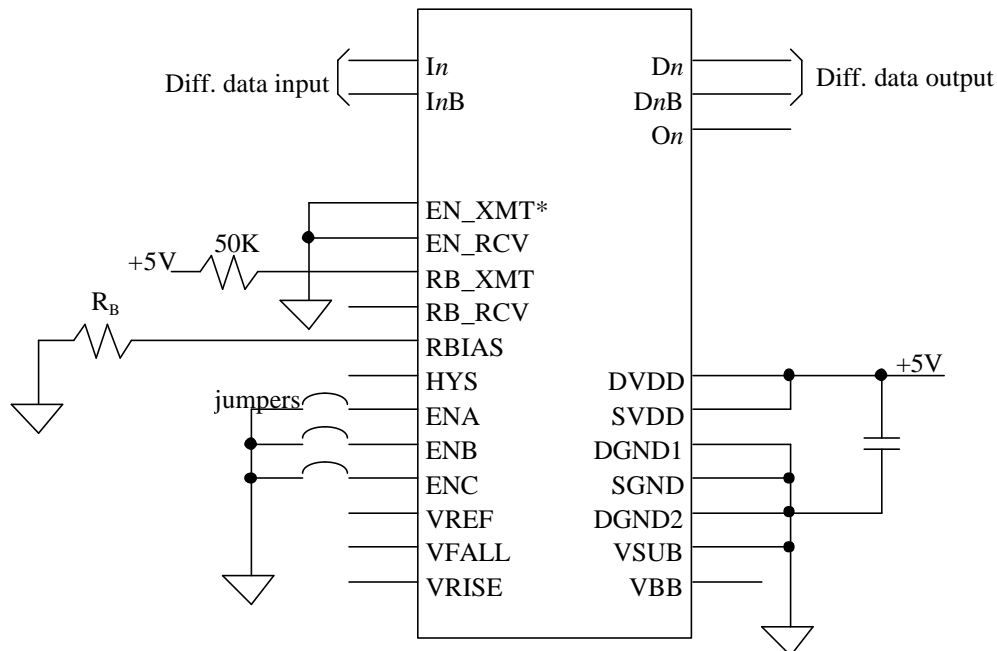 In
InB
Diff. data input
Dn
DnB
On
Diff. data output
EN_XMT*
EN_RCV
RB_XMT
RB_RCV
RBIAS
HYS
ENA
ENB
ENC
VREF
VFALL
VRISE
50K
+5V
RB
jumpers
DVDD
SVDD
DGND1
SGND
DGND2
VSUB
VBB
+5V